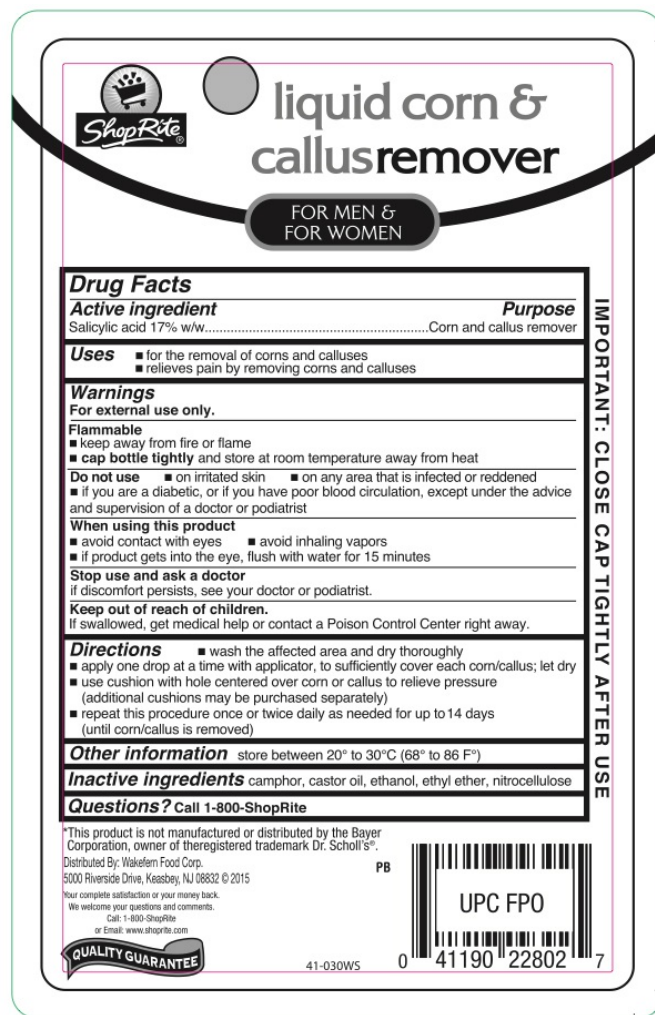 ShopRite®
liquid corn &
callus remover
FOR MEN &
FOR WOMEN
Drug Facts
Active ingredient Purpose
Salicylic acid 17% w/w.............................................................Corn and callus remover
Uses ■ for the removal of corns and calluses
■ relieves pain by removing corns and calluses
Warnings
For external use only.
Flammable
■ keep away from fire or flame
■ cap bottle tightly and store at room temperature away from heat
Do not use ■ on irritated skin ■ on any area that is infected or reddened
■ if you are a diabetic, or if you have poor blood circulation, except under the advice
and supervision of a doctor or podiatrist
When using this product
■ avoid contact with eyes ■ avoid inhaling vapors
■ if product gets into the eye, flush with water for 15 minutes
Stop use and ask a doctor
if discomfort persists, see your doctor or podiatrist.
Keep out of reach of children.
If swallowed, get medical help or contact a Poison Control Center right away.
Directions ■ wash the affected area and dry thoroughly
■ apply one drop at a time with applicator, to sufficiently cover each corn/callus; let dry
■ use cushion with hole centered over corn or callus to relieve pressure
(additional cushions may be purchased separately)
■ repeat this procedure once or twice daily as needed for up to 14 days
(until corn/callus is removed)
Other information store between 20° to 30°C (68° to 86 F°)
Inactive ingredients camphor, castor oil, ethanol, ethyl ether, nitrocellulose
Questions? Call 1-800-ShopRite
IMPORTANT: CLOSE CAP TIGHTLY AFTER USE
*This product is not manufactured or distributed by the Bayer
Corporation, owner of theregistered trademark Dr. Scholl's®.
Distributed By: Wakefern Food Corp.
5000 Riverside Drive, Keasbey, NJ 08832 © 2015
PB
Your complete satisfaction or your money back.
We welcome your questions and comments.
Call: 1-800-ShopRite
or Email: www.shoprite.com
QUALITY GUARANTEE
41-030WS
UPC FPO
0 41190 22802 7